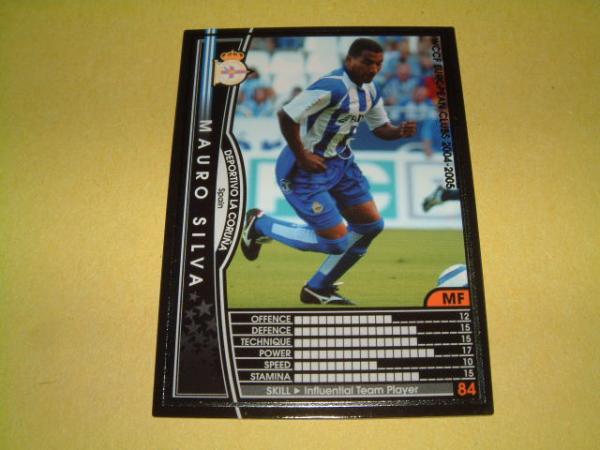 WCCF EUROPEAN CLUBS 2004-2005
MAURO SILVA
DEPORTIVO LA CORUÑA
Spain
MF
OFFENCE 12
DEFENCE 15
TECHNIQUE 15
POWER 17
SPEED 10
STAMINA 15
SKILL ▶ Influential Team Player 84